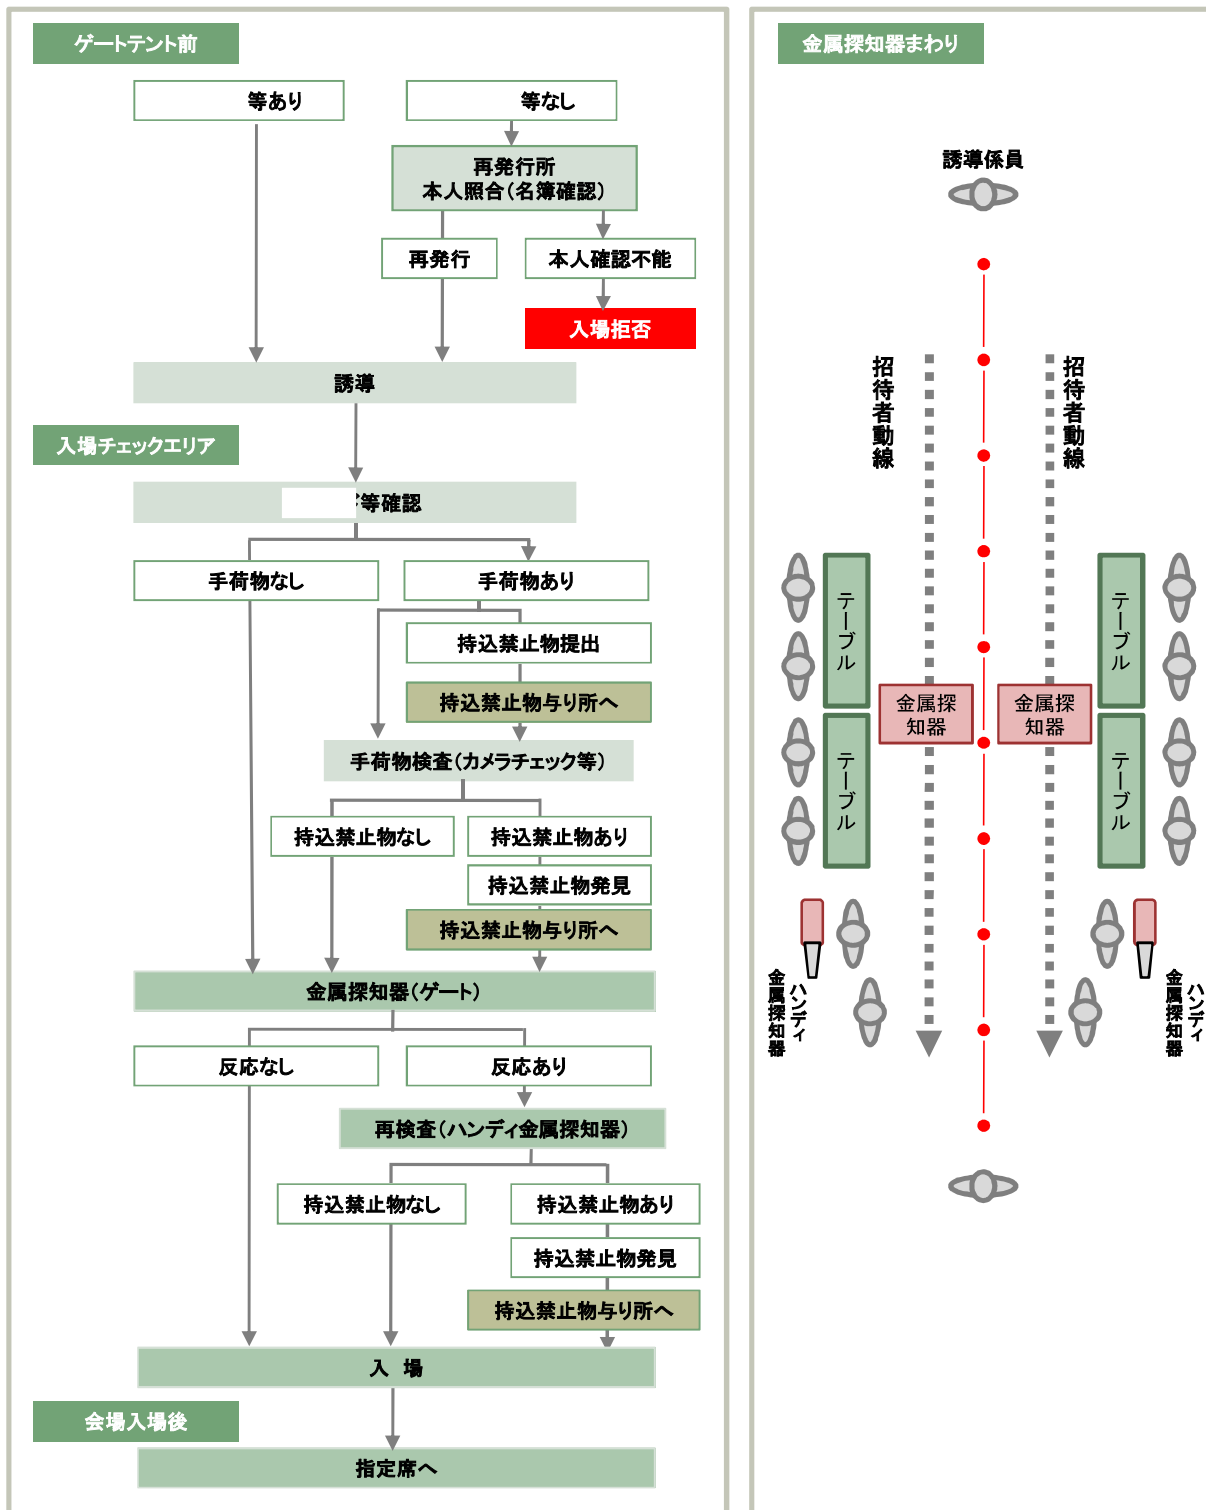 ゲートテント前
等あり
等なし
再発行所
本人照合（名簿確認）
再発行
本人確認不能
入場拒否
誘導
入場チェックエリア
等確認
手荷物なし
手荷物あり
持込禁止物提出
持込禁止物与り所へ
手荷物検査（カメラチェック等）
持込禁止物なし
持込禁止物あり
持込禁止物発見
持込禁止物与り所へ
金属探知器（ゲート）
反応なし
反応あり
再検査（ハンディ金属探知器）
持込禁止物なし
持込禁止物あり
持込禁止物発見
持込禁止物与り所へ
入　場
会場入場後
指定席へ
金属探知器まわり
誘導係員
招待者動線
招待者動線
テーブル
テーブル
金属探
知器
金属探
知器
テーブル
テーブル
ハンディ
金属探知器
ハンディ
金属探知器